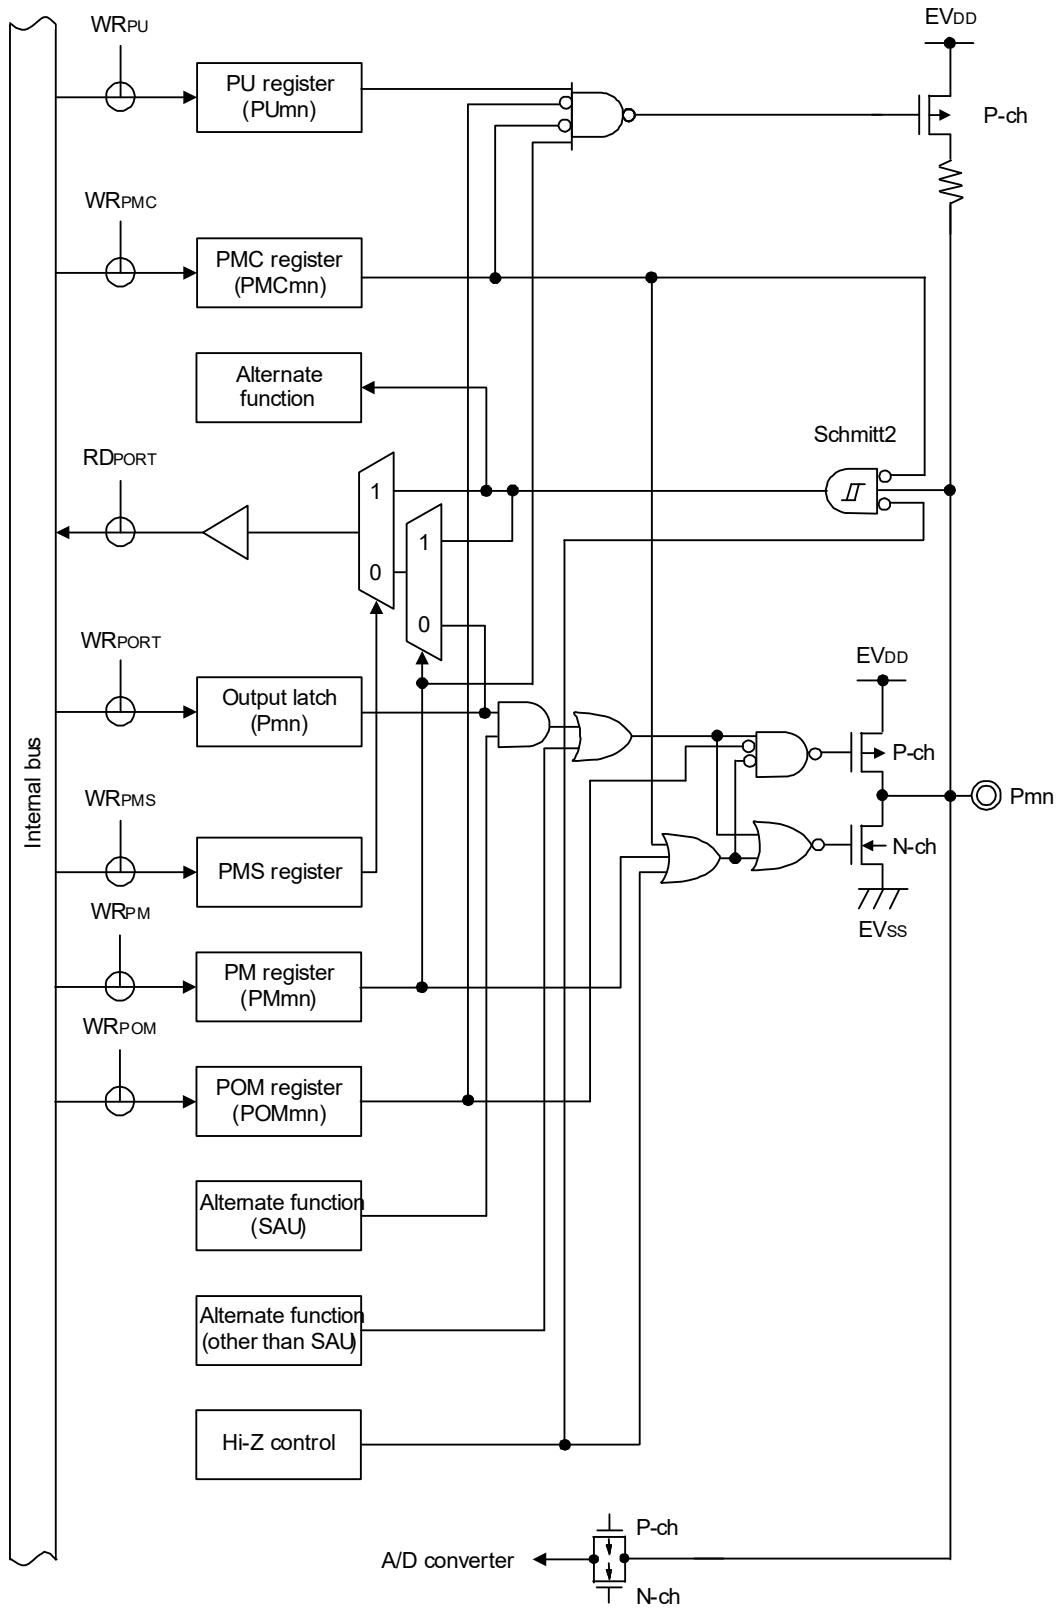 WRPU
EVDD
PU register
(PUmn)
P-ch
WRPMC
PMC register
(PMCmn)
Alternate
function
Schmitt2
RDPORT
1
1
0
0
WRPORT
EVDD
Output latch
(Pmn)
P-ch
Internal bus
WRPMS
Pmn
PMS register
N-ch
WRPM
EVSS
PM register
(PMmn)
WRPOM
POM register
(POMmn)
Alternate function
(SAU)
Alternate function
(other than SAU)
Hi-Z control
P-ch
A/D converter
N-ch